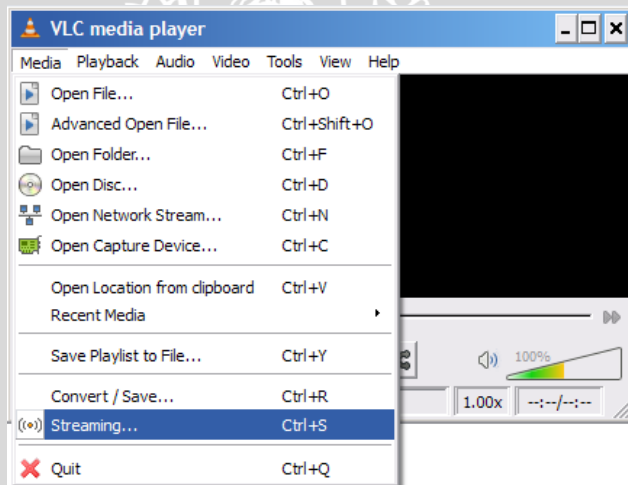 VLC media player
Media Playback Audio Video Tools View Help
Open File... Ctrl+O
Advanced Open File... Ctrl+Shift+O
Open Folder... Ctrl+F
Open Disc... Ctrl+D
Open Network Stream... Ctrl+N
Open Capture Device... Ctrl+C
Open Location from clipboard Ctrl+V
Recent Media
Save Playlist to File... Ctrl+Y
100%
Convert / Save... Ctrl+R
1.00x --:--/--:--
Streaming... Ctrl+S
Quit Ctrl+Q